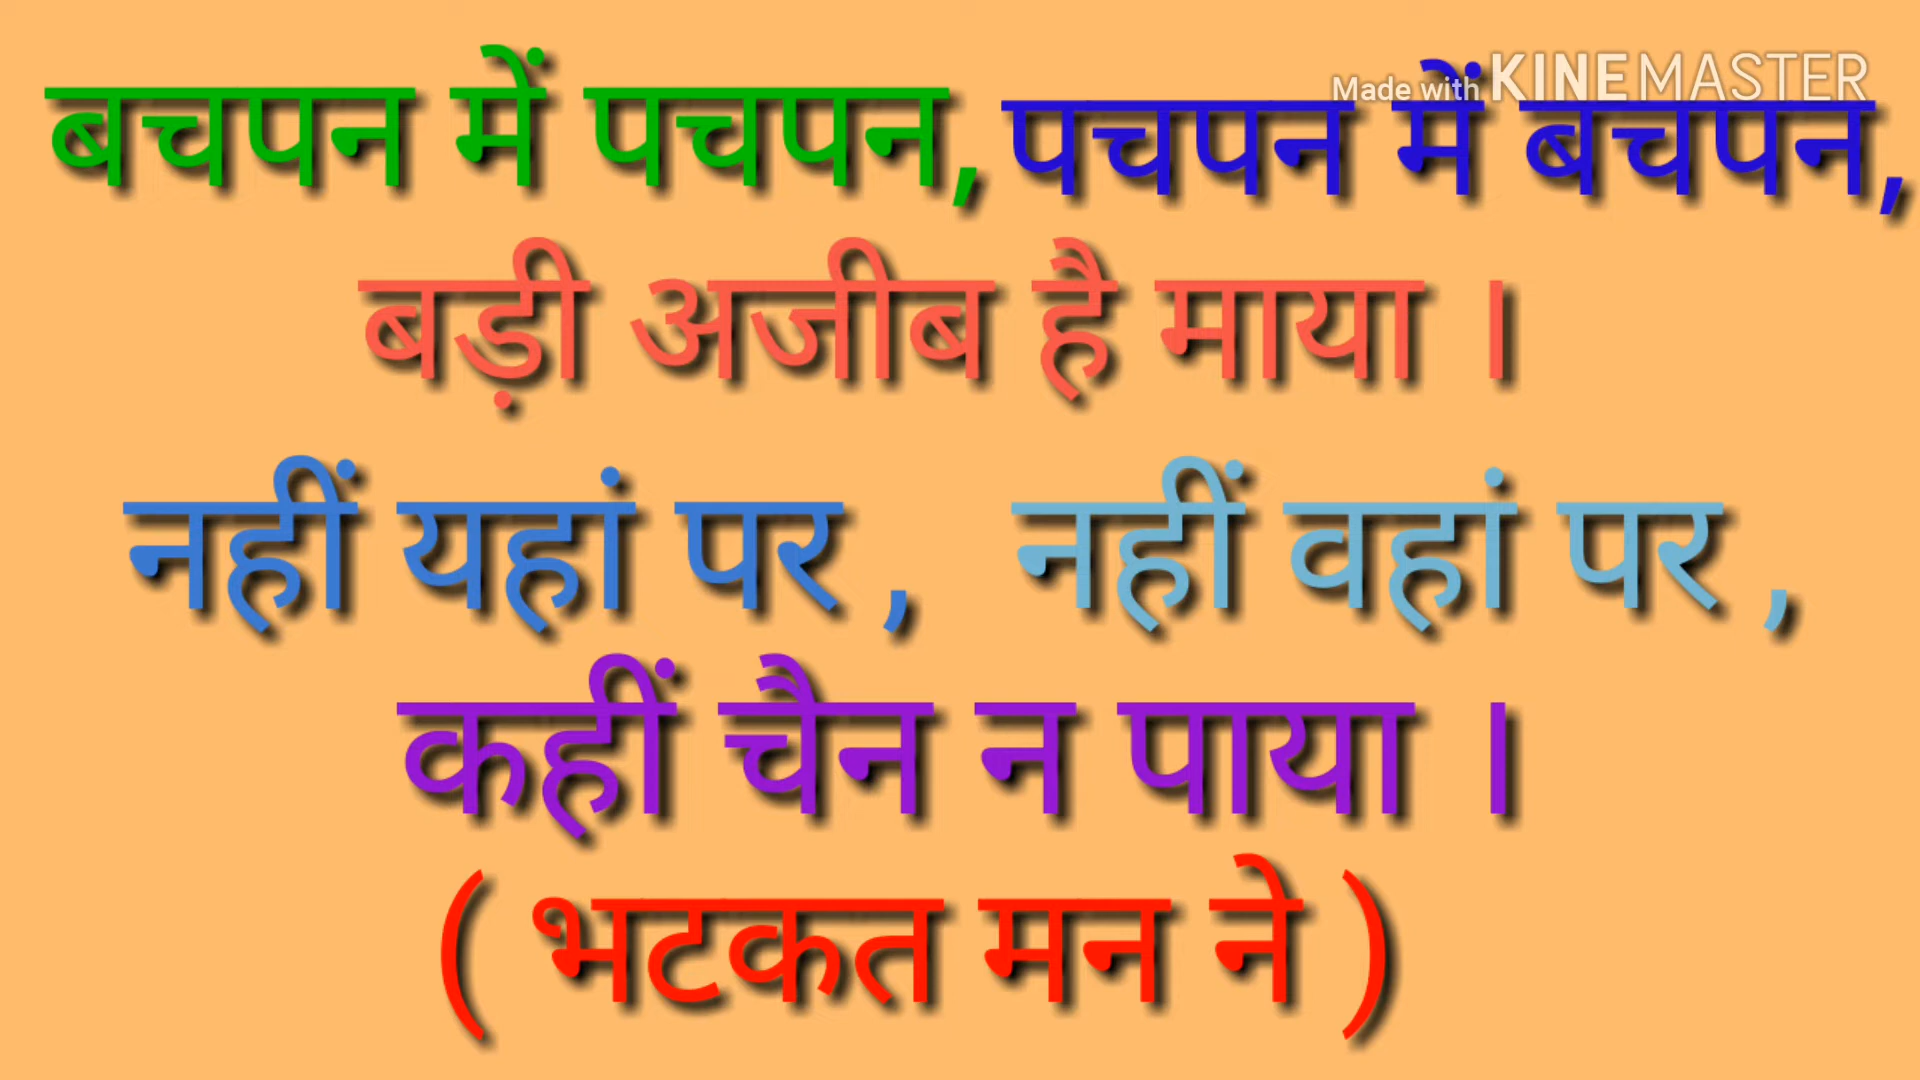 Made with KINEMASTER
बचपन में पचपन, पचपन में बचपन,
बड़ी अजीब है माया ।
नहीं यहां पर , नहीं वहां पर ,
कहीं चैन न पाया ।
( भटकत मन ने )